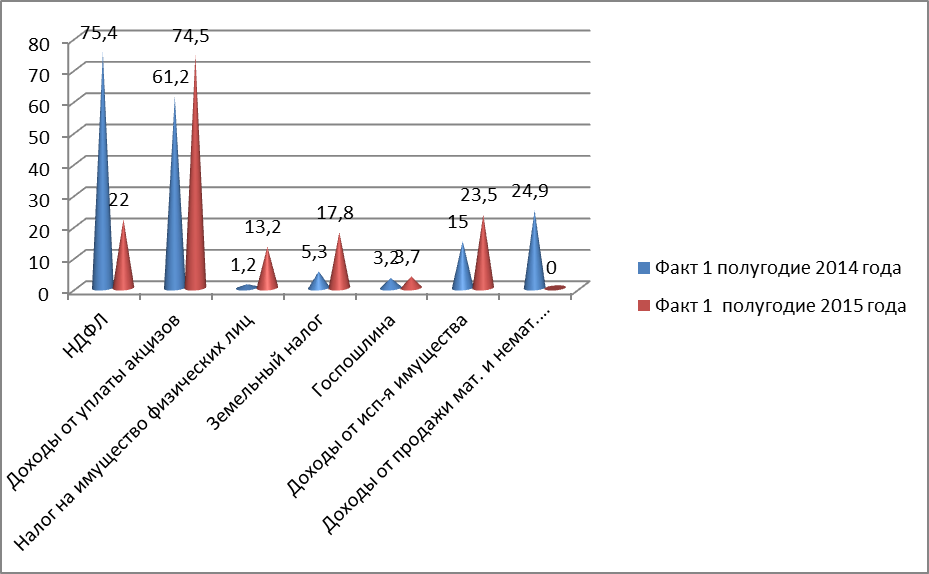 75,4
74,5
61,2
22
1,2
13,2
5,3
17,8
3,2
3,7
15
23,5
24,9
0
80
70
60
50
40
30
20
10
0
НДФЛ
Доходы от уплаты акцизов
Налог на имущество физических лиц
Земельный налог
Госпошлина
Доходы от исп-я имущества
Доходы от продажи мат. и немат....
Факт 1 полугодие 2014 года
Факт 1 полугодие 2015 года